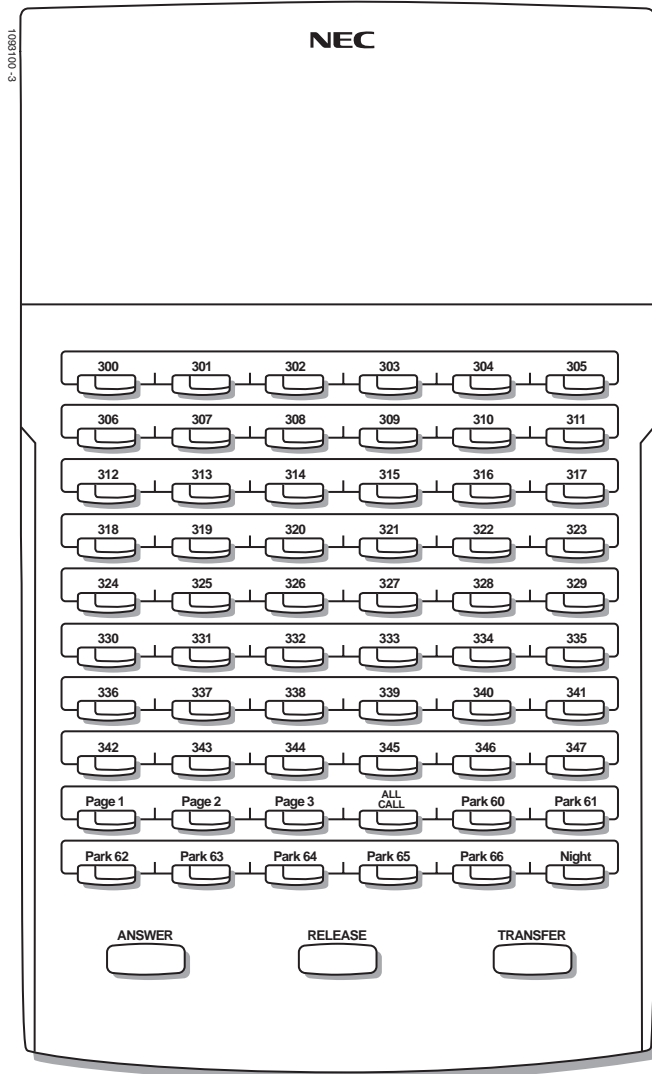 1093100 -3
NEC
300 301 302 303 304 305
306 307 308 309 310 311
312 313 314 315 316 317
318 319 320 321 322 323
324 325 326 327 328 329
330 331 332 333 334 335
336 337 338 339 340 341
342 343 344 345 346 347
Page 1 Page 2 Page 3 ALL CALL Park 60 Park 61
Park 62 Park 63 Park 64 Park 65 Park 66 Night
ANSWER RELEASE TRANSFER